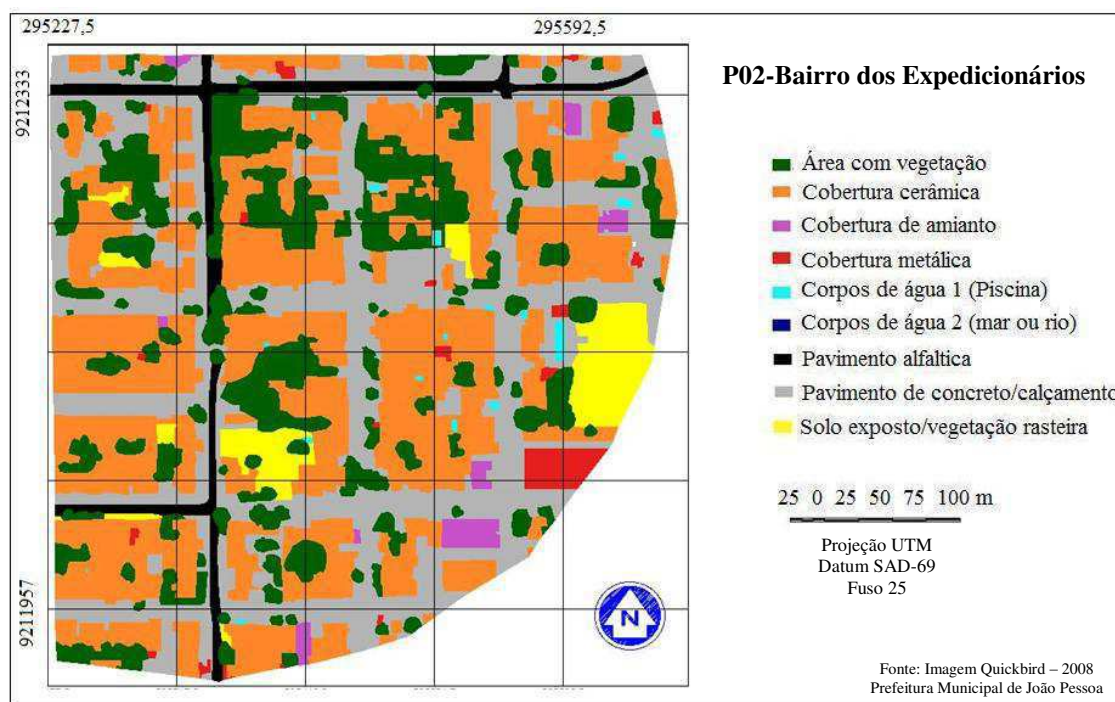 295227,5
295592,5
9212333
9211957
P02-Bairro dos Expedicionários
Área com vegetação
Cobertura cerâmica
Cobertura de amianto
Cobertura metálica
Corpos de água 1 (Piscina)
Corpos de água 2 (mar ou rio)
Pavimento alfaltica
Pavimento de concreto/calçamento
Solo exposto/vegetação rasteira
25 0 25 50 75 100 m
Projeção UTM
Datum SAD-69
Fuso 25
N
Fonte: Imagem Quickbird – 2008
Prefeitura Municipal de João Pessoa